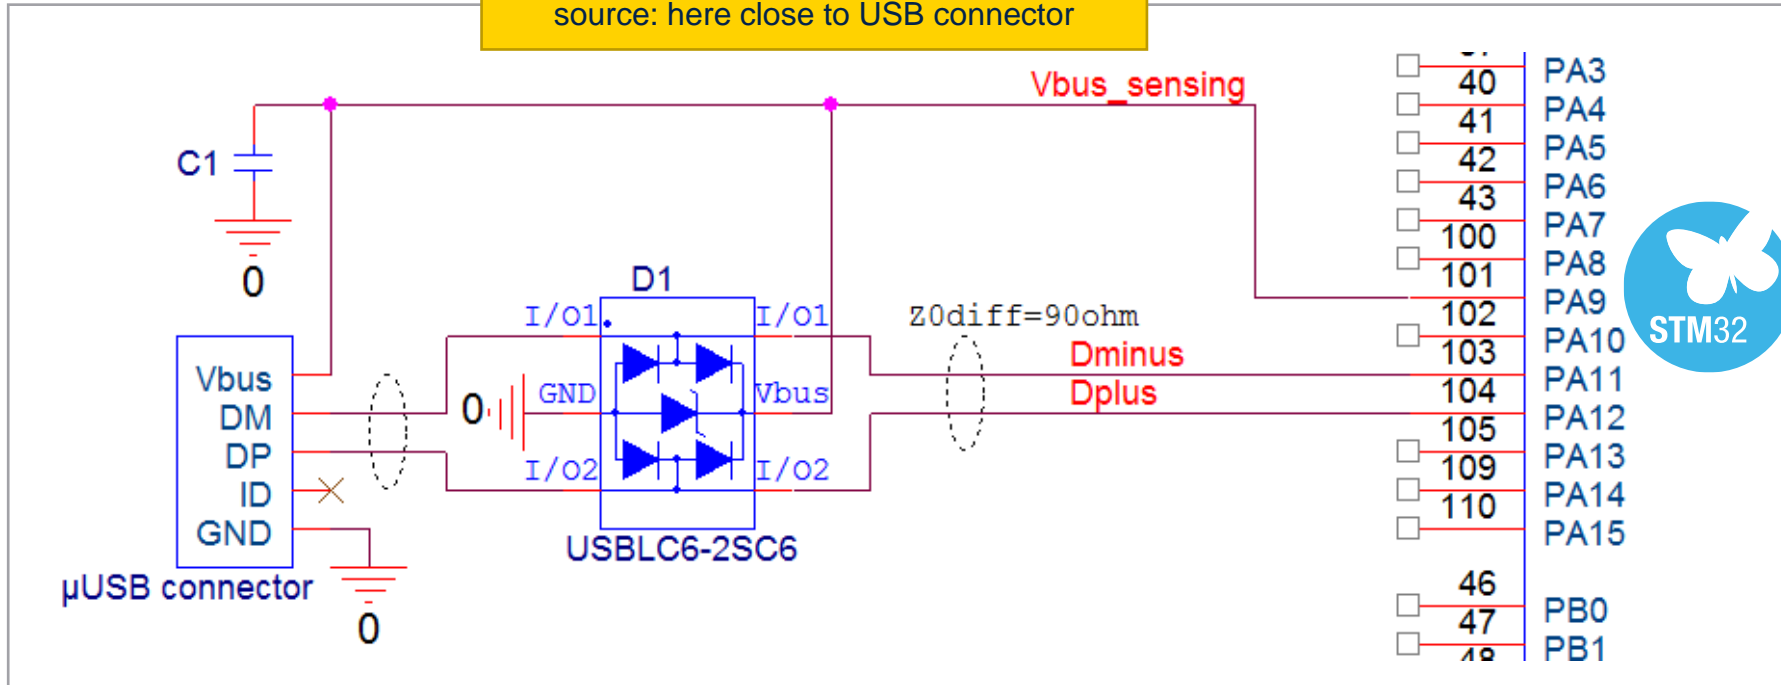 source: here close to USB connector
Vbus_sensing
C1
0
D1
I/O1
I/O1
GND
Vbus
0
I/O2
I/O2
USBLC6-2SC6
Z0diff=90ohm
Dminus
Dplus
Vbus
DM
DP
ID
GND
µUSB connector
0
PA3
40
PA4
41
PA5
42
PA6
43
PA7
100
PA8
101
PA9
102
PA10
103
PA11
104
PA12
105
PA13
109
PA14
110
PA15
46
PB0
47
PB1
48
STM32